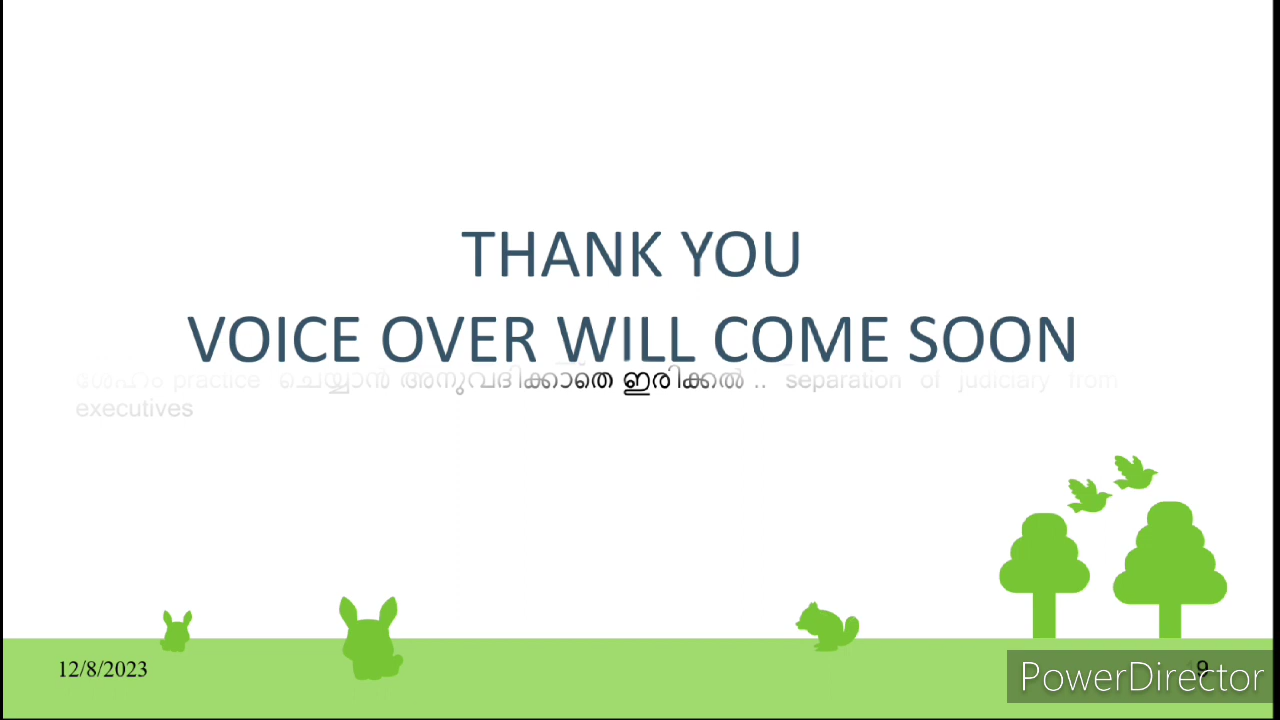 THANK YOU
VOICE OVER WILL COME SOON
ശേഷം practice ചെയ്യാൻ അനുവദിക്കാതെ ഇരിക്കൽ .. separation of judiciary from
executives
12/8/2023
9
PowerDirector